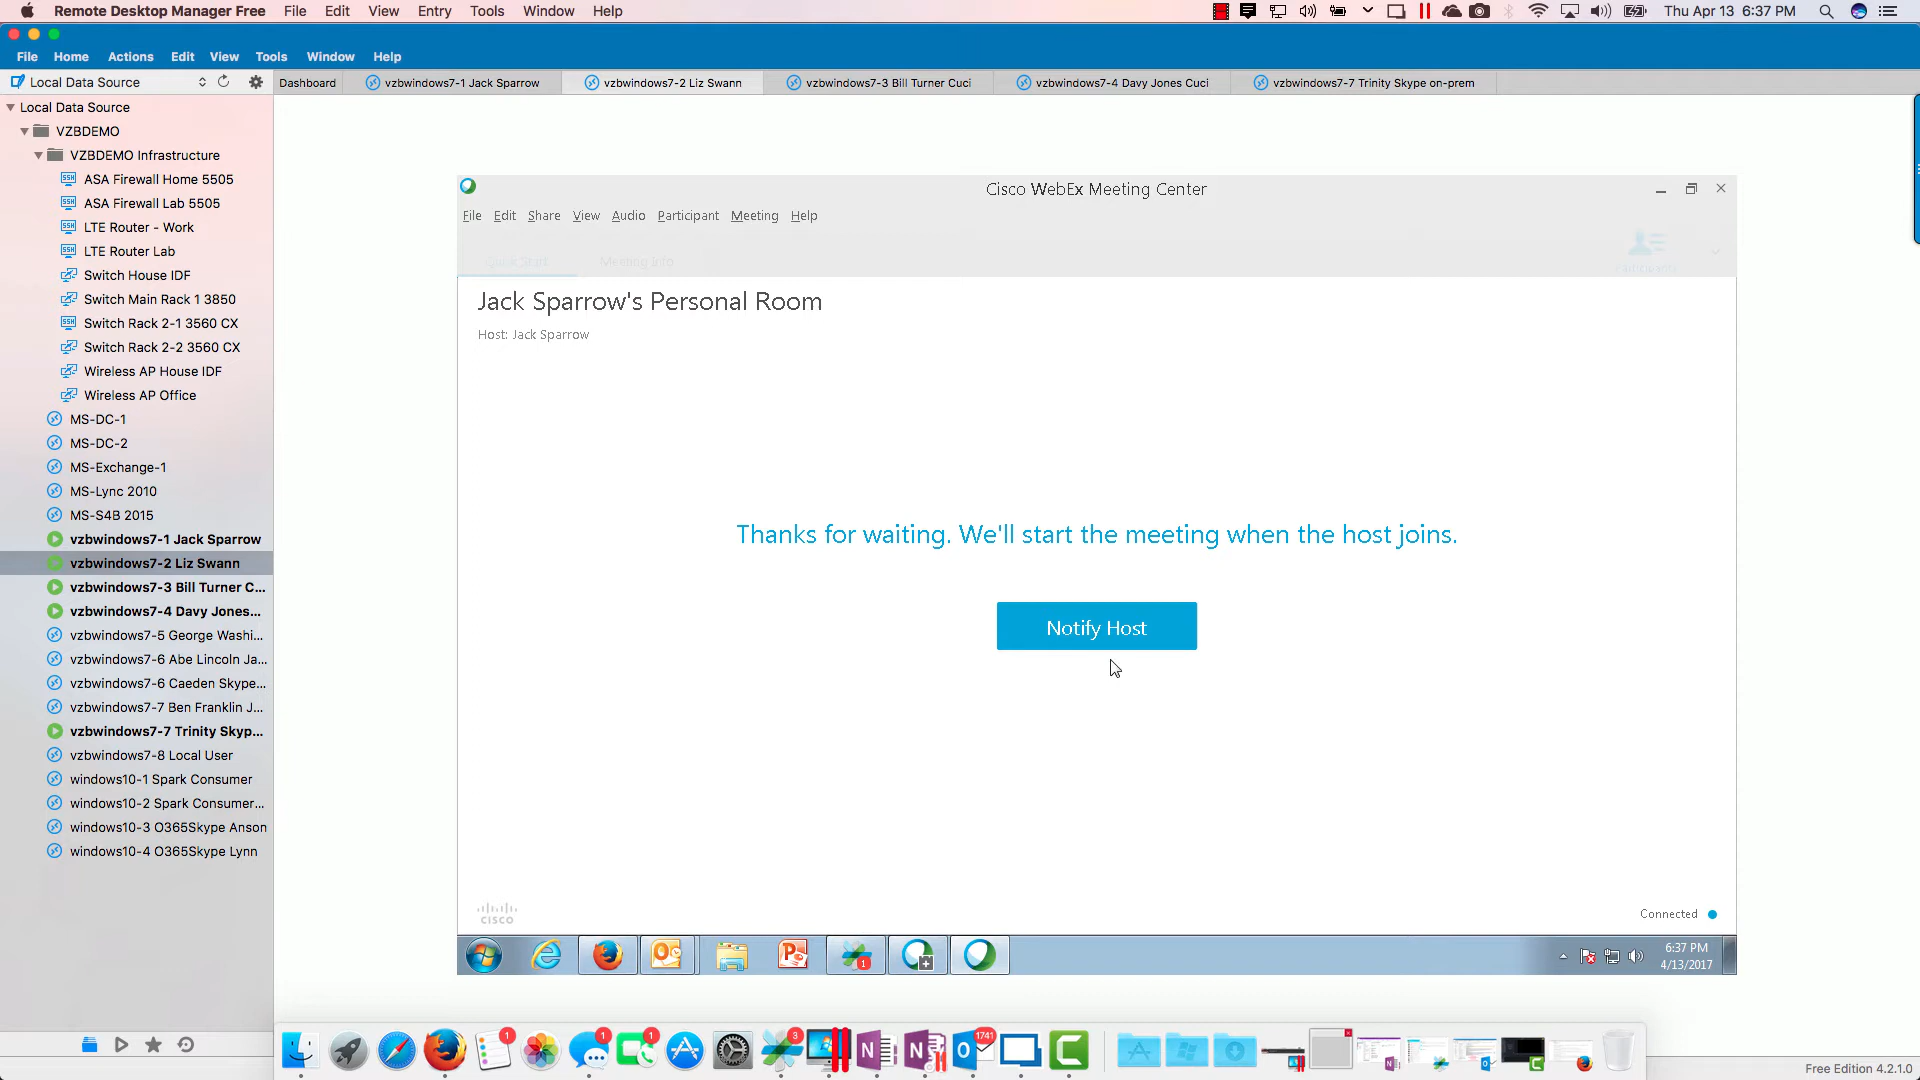 Remote Desktop Manager Free File Edit View Entry Tools Window Help Thu Apr 13 6:37 PM
File Home Actions Edit View Tools Window Help
Local Data Source Dashboard vzbwindows7-1 Jack Sparrow vzbwindows7-2 Liz Swann vzbwindows7-3 Bill Turner Cuci vzbwindows7-4 Davy Jones Cuci vzbwindows7-7 Trinity Skype on-prem
Local Data Source
VZBDEMO
VZBDEMO Infrastructure
ASA Firewall Home 5505
ASA Firewall Lab 5505
LTE Router - Work
LTE Router Lab
Switch House IDF
Switch Main Rack 1 3850
Switch Rack 2-1 3560 CX
Switch Rack 2-2 3560 CX
Wireless AP House IDF
Wireless AP Office
MS-DC-1
MS-DC-2
MS-Exchange-1
MS-Lync 2010
MS-S4B 2015
vzbwindows7-1 Jack Sparrow
vzbwindows7-2 Liz Swann
vzbwindows7-3 Bill Turner C...
vzbwindows7-4 Davy Jones...
vzbwindows7-5 George Washi...
vzbwindows7-6 Abe Lincoln Ja...
vzbwindows7-6 Caeden Skype...
vzbwindows7-7 Ben Franklin J...
vzbwindows7-7 Trinity Skyp...
vzbwindows7-8 Local User
windows10-1 Spark Consumer
windows10-2 Spark Consumer...
windows10-3 O365Skype Anson
windows10-4 O365Skype Lynn
Cisco WebEx Meeting Center
File Edit Share View Audio Participant Meeting Help
Quick Start Meeting Info
Jack Sparrow's Personal Room
Host: Jack Sparrow
Thanks for waiting. We'll start the meeting when the host joins.
Notify Host
cisco
Connected
6:37 PM
4/13/2017
1
1 1 1 3 1741
Free Edition 4.2.1.0